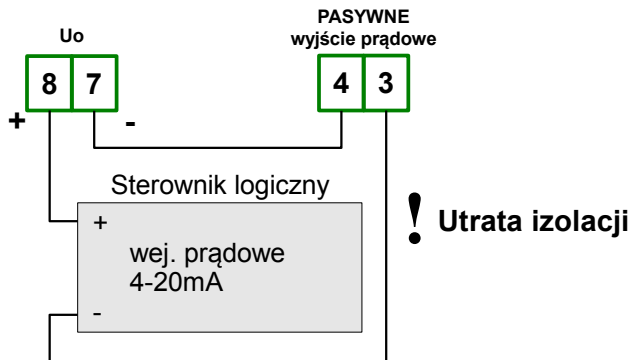 PASYWNE
wyjście prądowe
Uo
8 7
4 3
+ -
Sterownik logiczny
+
wej. prądowe
4-20mA
-
! Utrata izolacji